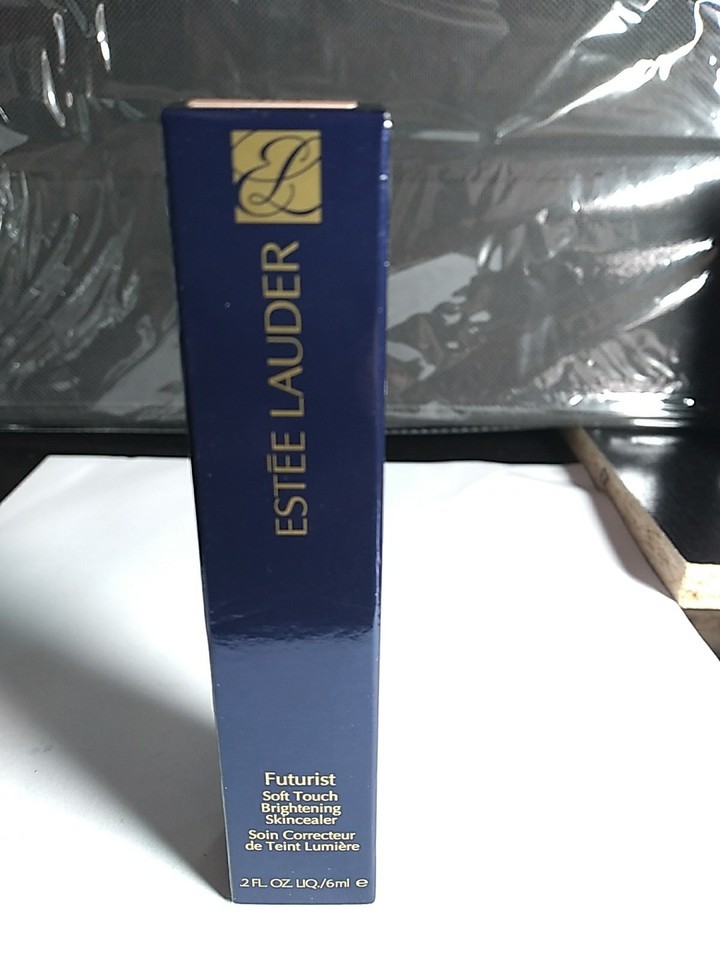 ESTĒE LAUDER
Futurist
Soft Touch
Brightening
Skincealer
Soin Correcteur
de Teint Lumière
.2 FL. OZ. LIQ./6ml ℮